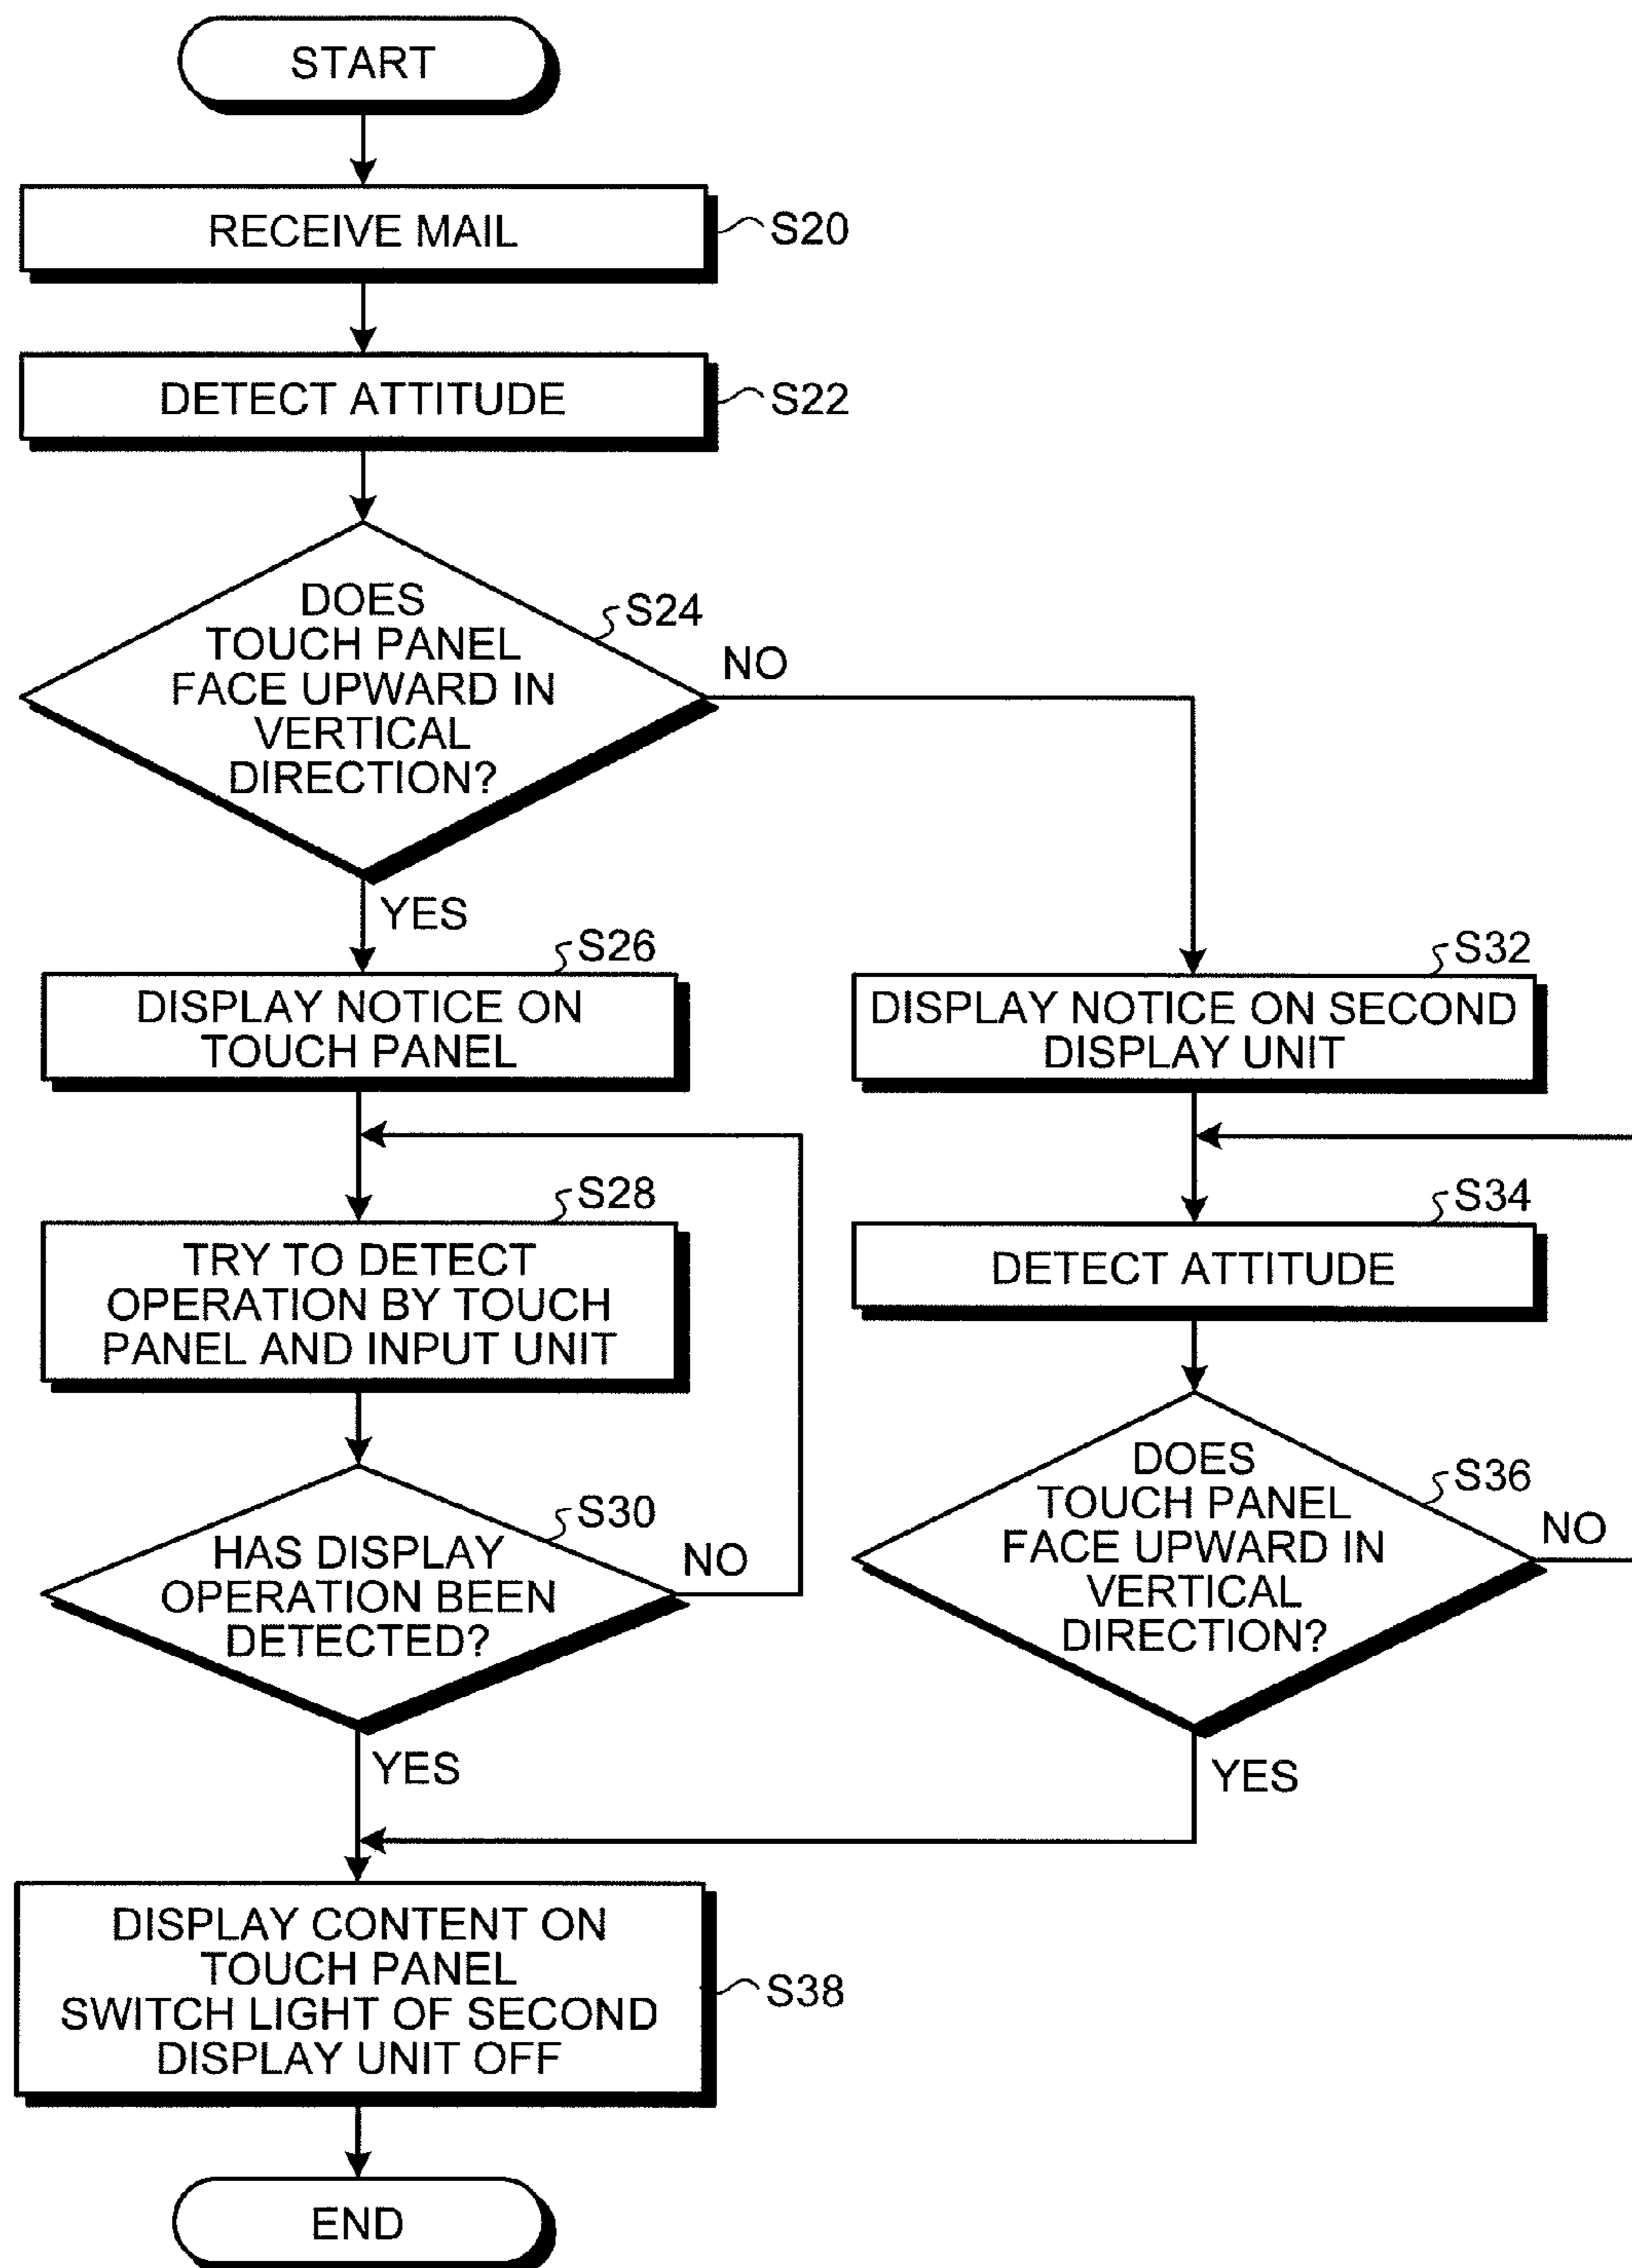 START
RECEIVE MAIL
S20
DETECT ATTITUDE
S22
DOES
TOUCH PANEL
FACE UPWARD IN
VERTICAL
DIRECTION?
S24
NO
YES
S26
DISPLAY NOTICE ON
TOUCH PANEL
S28
TRY TO DETECT
OPERATION BY TOUCH
PANEL AND INPUT UNIT
S30
HAS DISPLAY
OPERATION BEEN
DETECTED?
NO
YES
S32
DISPLAY NOTICE ON SECOND
DISPLAY UNIT
S34
DETECT ATTITUDE
S36
DOES
TOUCH PANEL
FACE UPWARD IN
VERTICAL
DIRECTION?
NO
YES
DISPLAY CONTENT ON
TOUCH PANEL
SWITCH LIGHT OF SECOND
DISPLAY UNIT OFF
S38
END